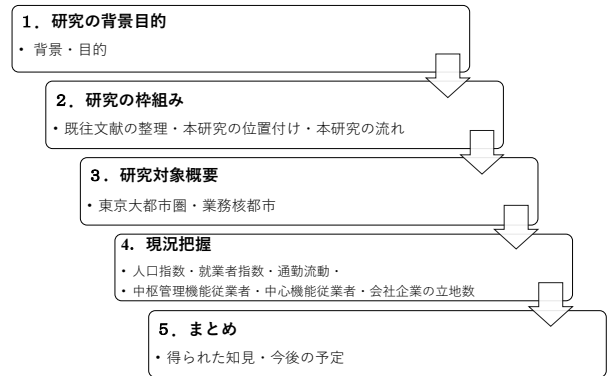 １．研究の背景目的
• 背景・目的
２．研究の枠組み
• 既往文献の整理・本研究の位置付け・本研究の流れ
３．研究対象概要
• 東京大都市圏・業務核都市
4．現況把握
• 人口指数・就業者指数・通勤流動・
• 中枢管理機能従業者・中心機能従業者・会社企業の立地数
５．まとめ
• 得られた知見・今後の予定